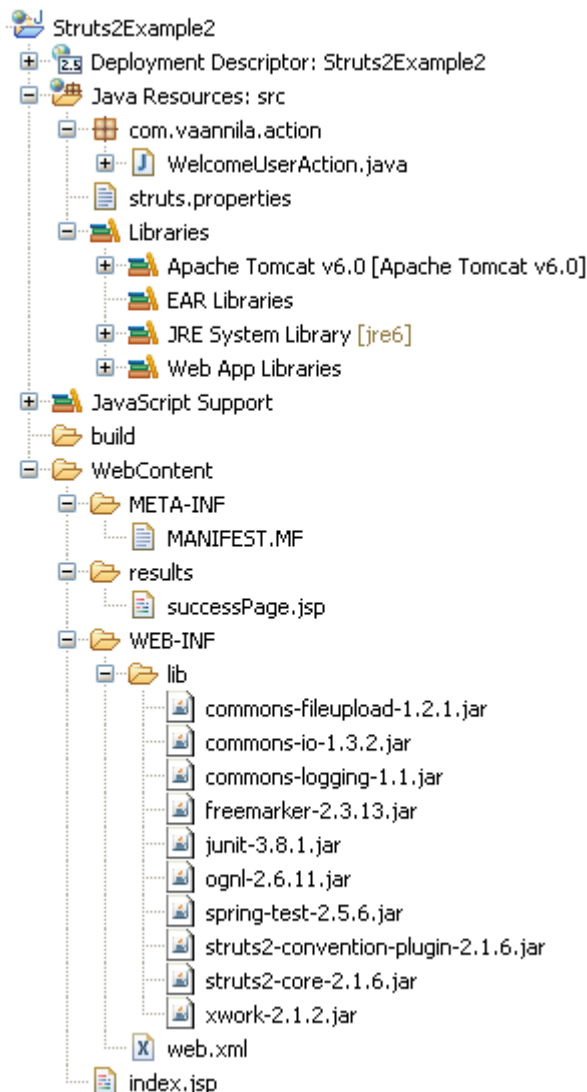 Struts2Example2
Deployment Descriptor: Struts2Example2
Java Resources: src
com.vaannila.action
WelcomeUserAction.java
struts.properties
Libraries
Apache Tomcat v6.0 [Apache Tomcat v6.0]
EAR Libraries
JRE System Library [jre6]
Web App Libraries
JavaScript Support
build
WebContent
META-INF
MANIFEST.MF
results
successPage.jsp
WEB-INF
lib
commons-fileupload-1.2.1.jar
commons-io-1.3.2.jar
commons-logging-1.1.jar
freemarker-2.3.13.jar
junit-3.8.1.jar
ognl-2.6.11.jar
spring-test-2.5.6.jar
struts2-convention-plugin-2.1.6.jar
struts2-core-2.1.6.jar
xwork-2.1.2.jar
web.xml
index.jsp